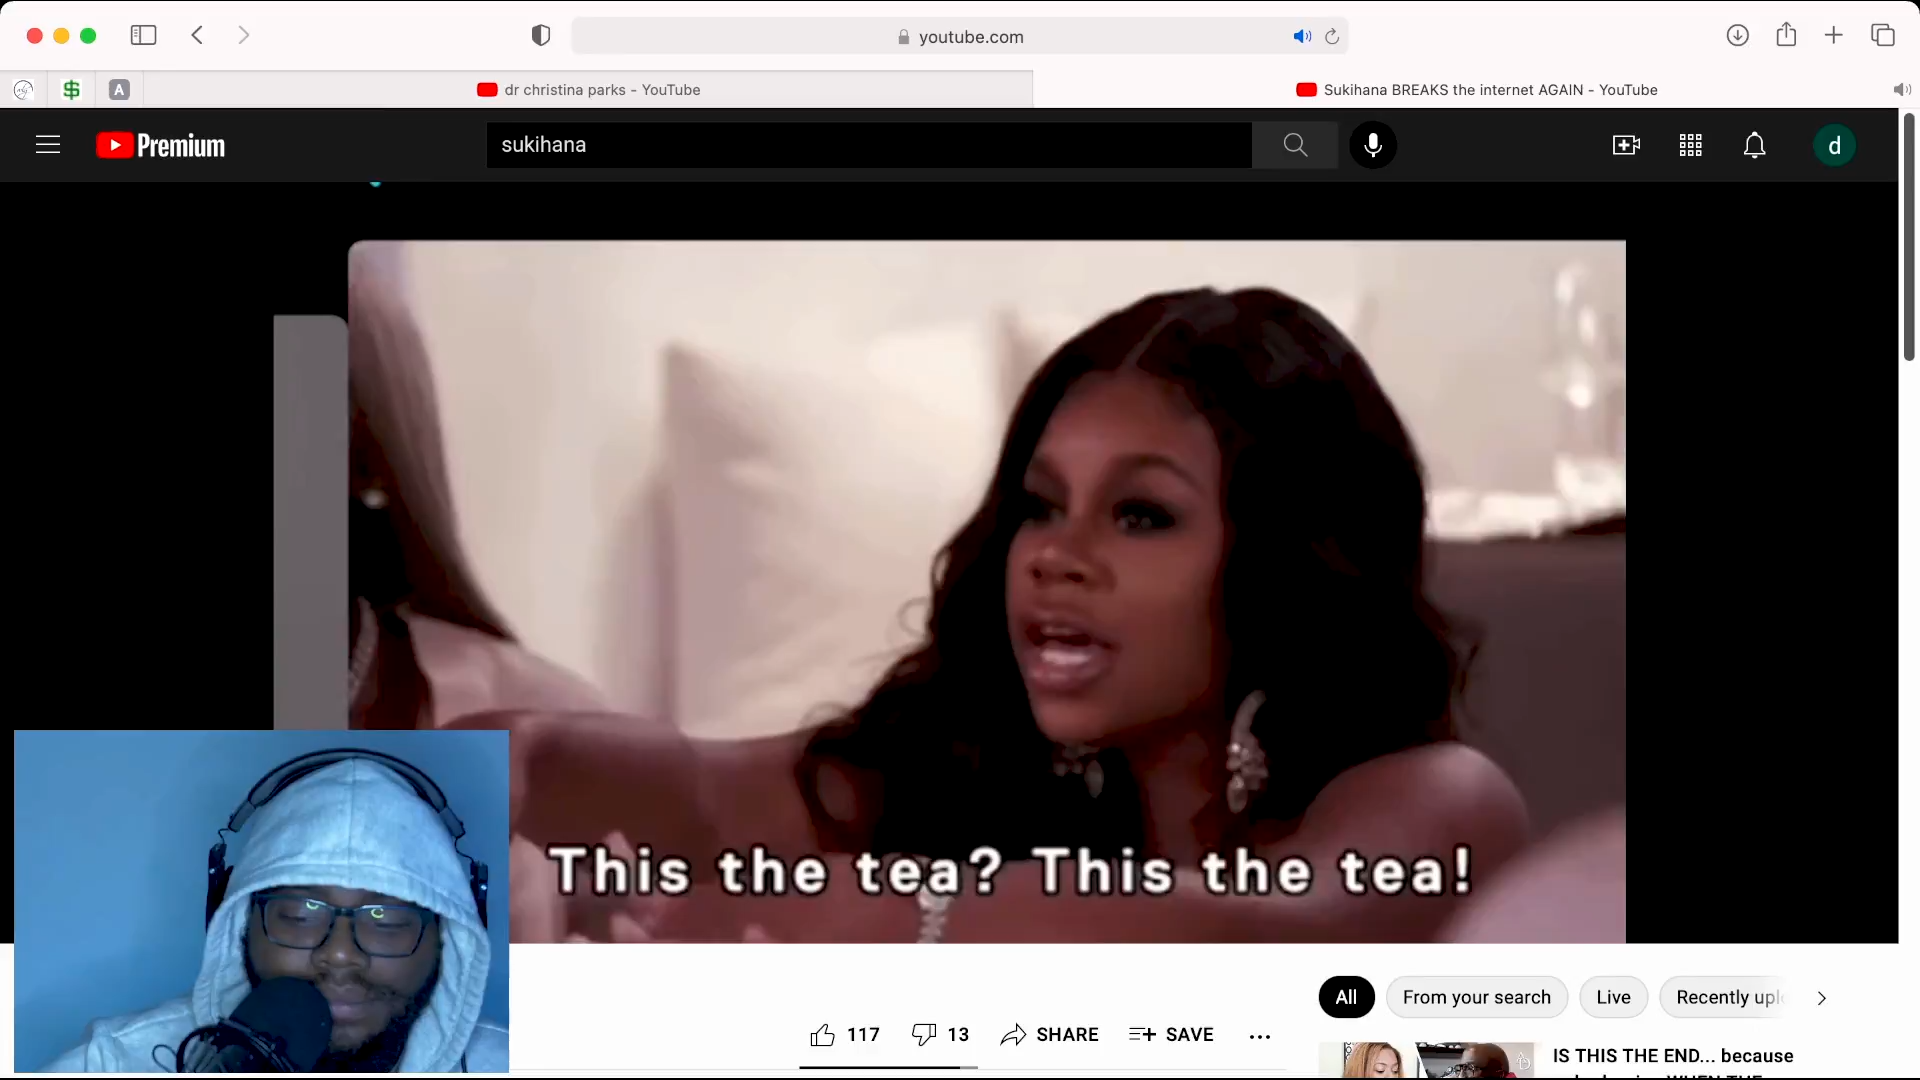 youtube.com
A
dr christina parks - YouTube
Sukihana BREAKS the internet AGAIN - YouTube
Premium
sukihana
d
This the tea? This the tea!
All
From your search
Live
Recently
117
13
SHARE
SAVE
IS THIS THE END... because